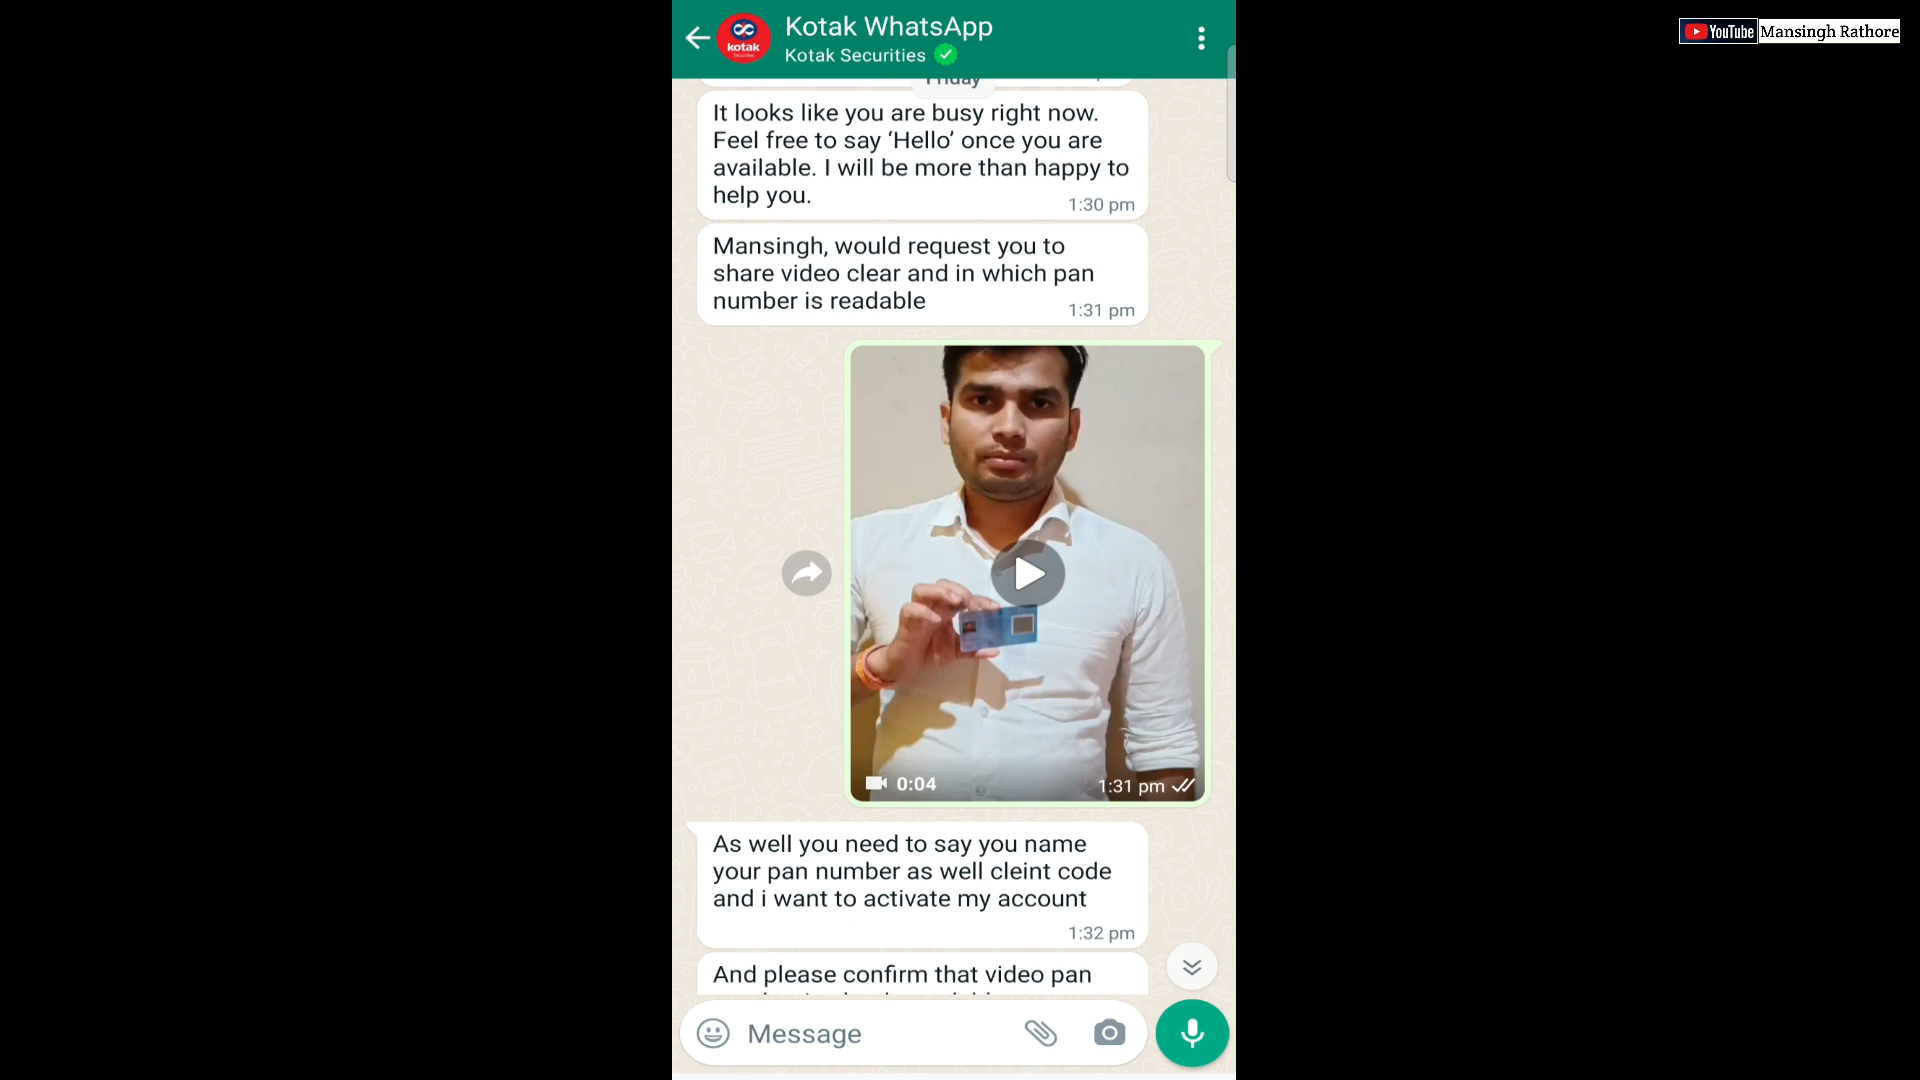 Kotak WhatsApp
kotak
Securities
Kotak Securities
YouTube Mansingh Rathore
Friday
It looks like you are busy right now.
Feel free to say ‘Hello’ once you are
available. I will be more than happy to
help you.
1:30 pm
Mansingh, would request you to
share video clear and in which pan
number is readable
1:31 pm
0:04
1:31 pm
As well you need to say you name
your pan number as well cleint code
and i want to activate my account
1:32 pm
And please confirm that video pan
Message